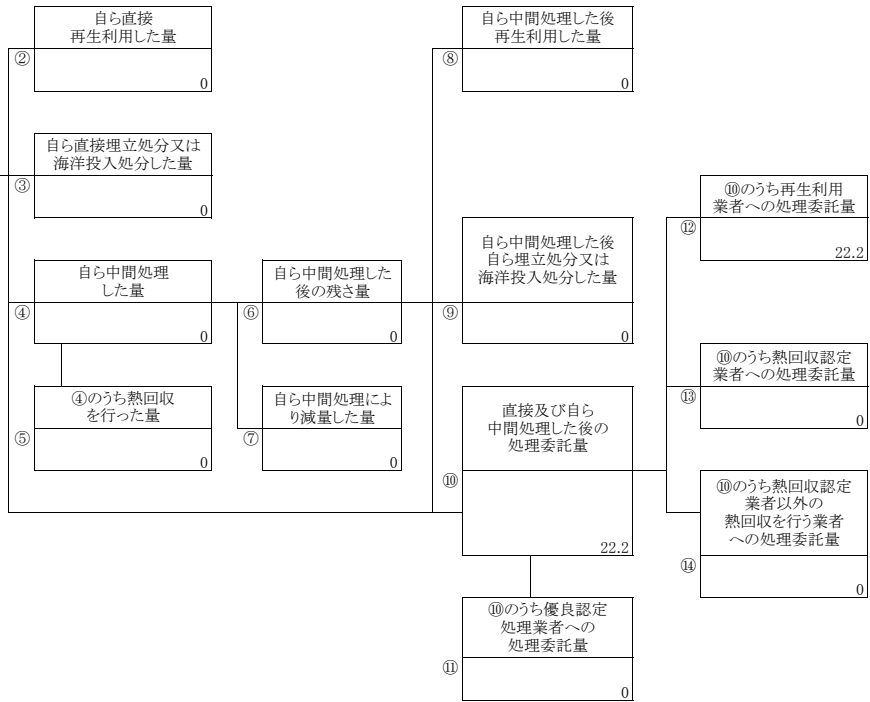 自ら直接
再生利用した量
②
0
自ら直接埋立処分又は
海洋投入処分した量
③
0
自ら中間処理
した量
④
0
④のうち熱回収
を行った量
⑤
0
自ら中間処理した
後の残さ量
⑥
0
自ら中間処理によ
り減量した量
⑦
0
自ら中間処理した後
再生利用した量
⑧
0
自ら中間処理した後
自ら埋立処分又は
海洋投入処分した量
⑨
0
直接及び自ら
中間処理した後の
処理委託量
⑩
22.2
⑩のうち優良認定
処理業者への
処理委託量
⑪
0
⑩のうち再生利用
業者への処理委託量
⑫
22.2
⑩のうち熱回収認定
業者への処理委託量
⑬
0
⑩のうち熱回収認定
業者以外の
熱回収を行う業者
への処理委託量
⑭
0